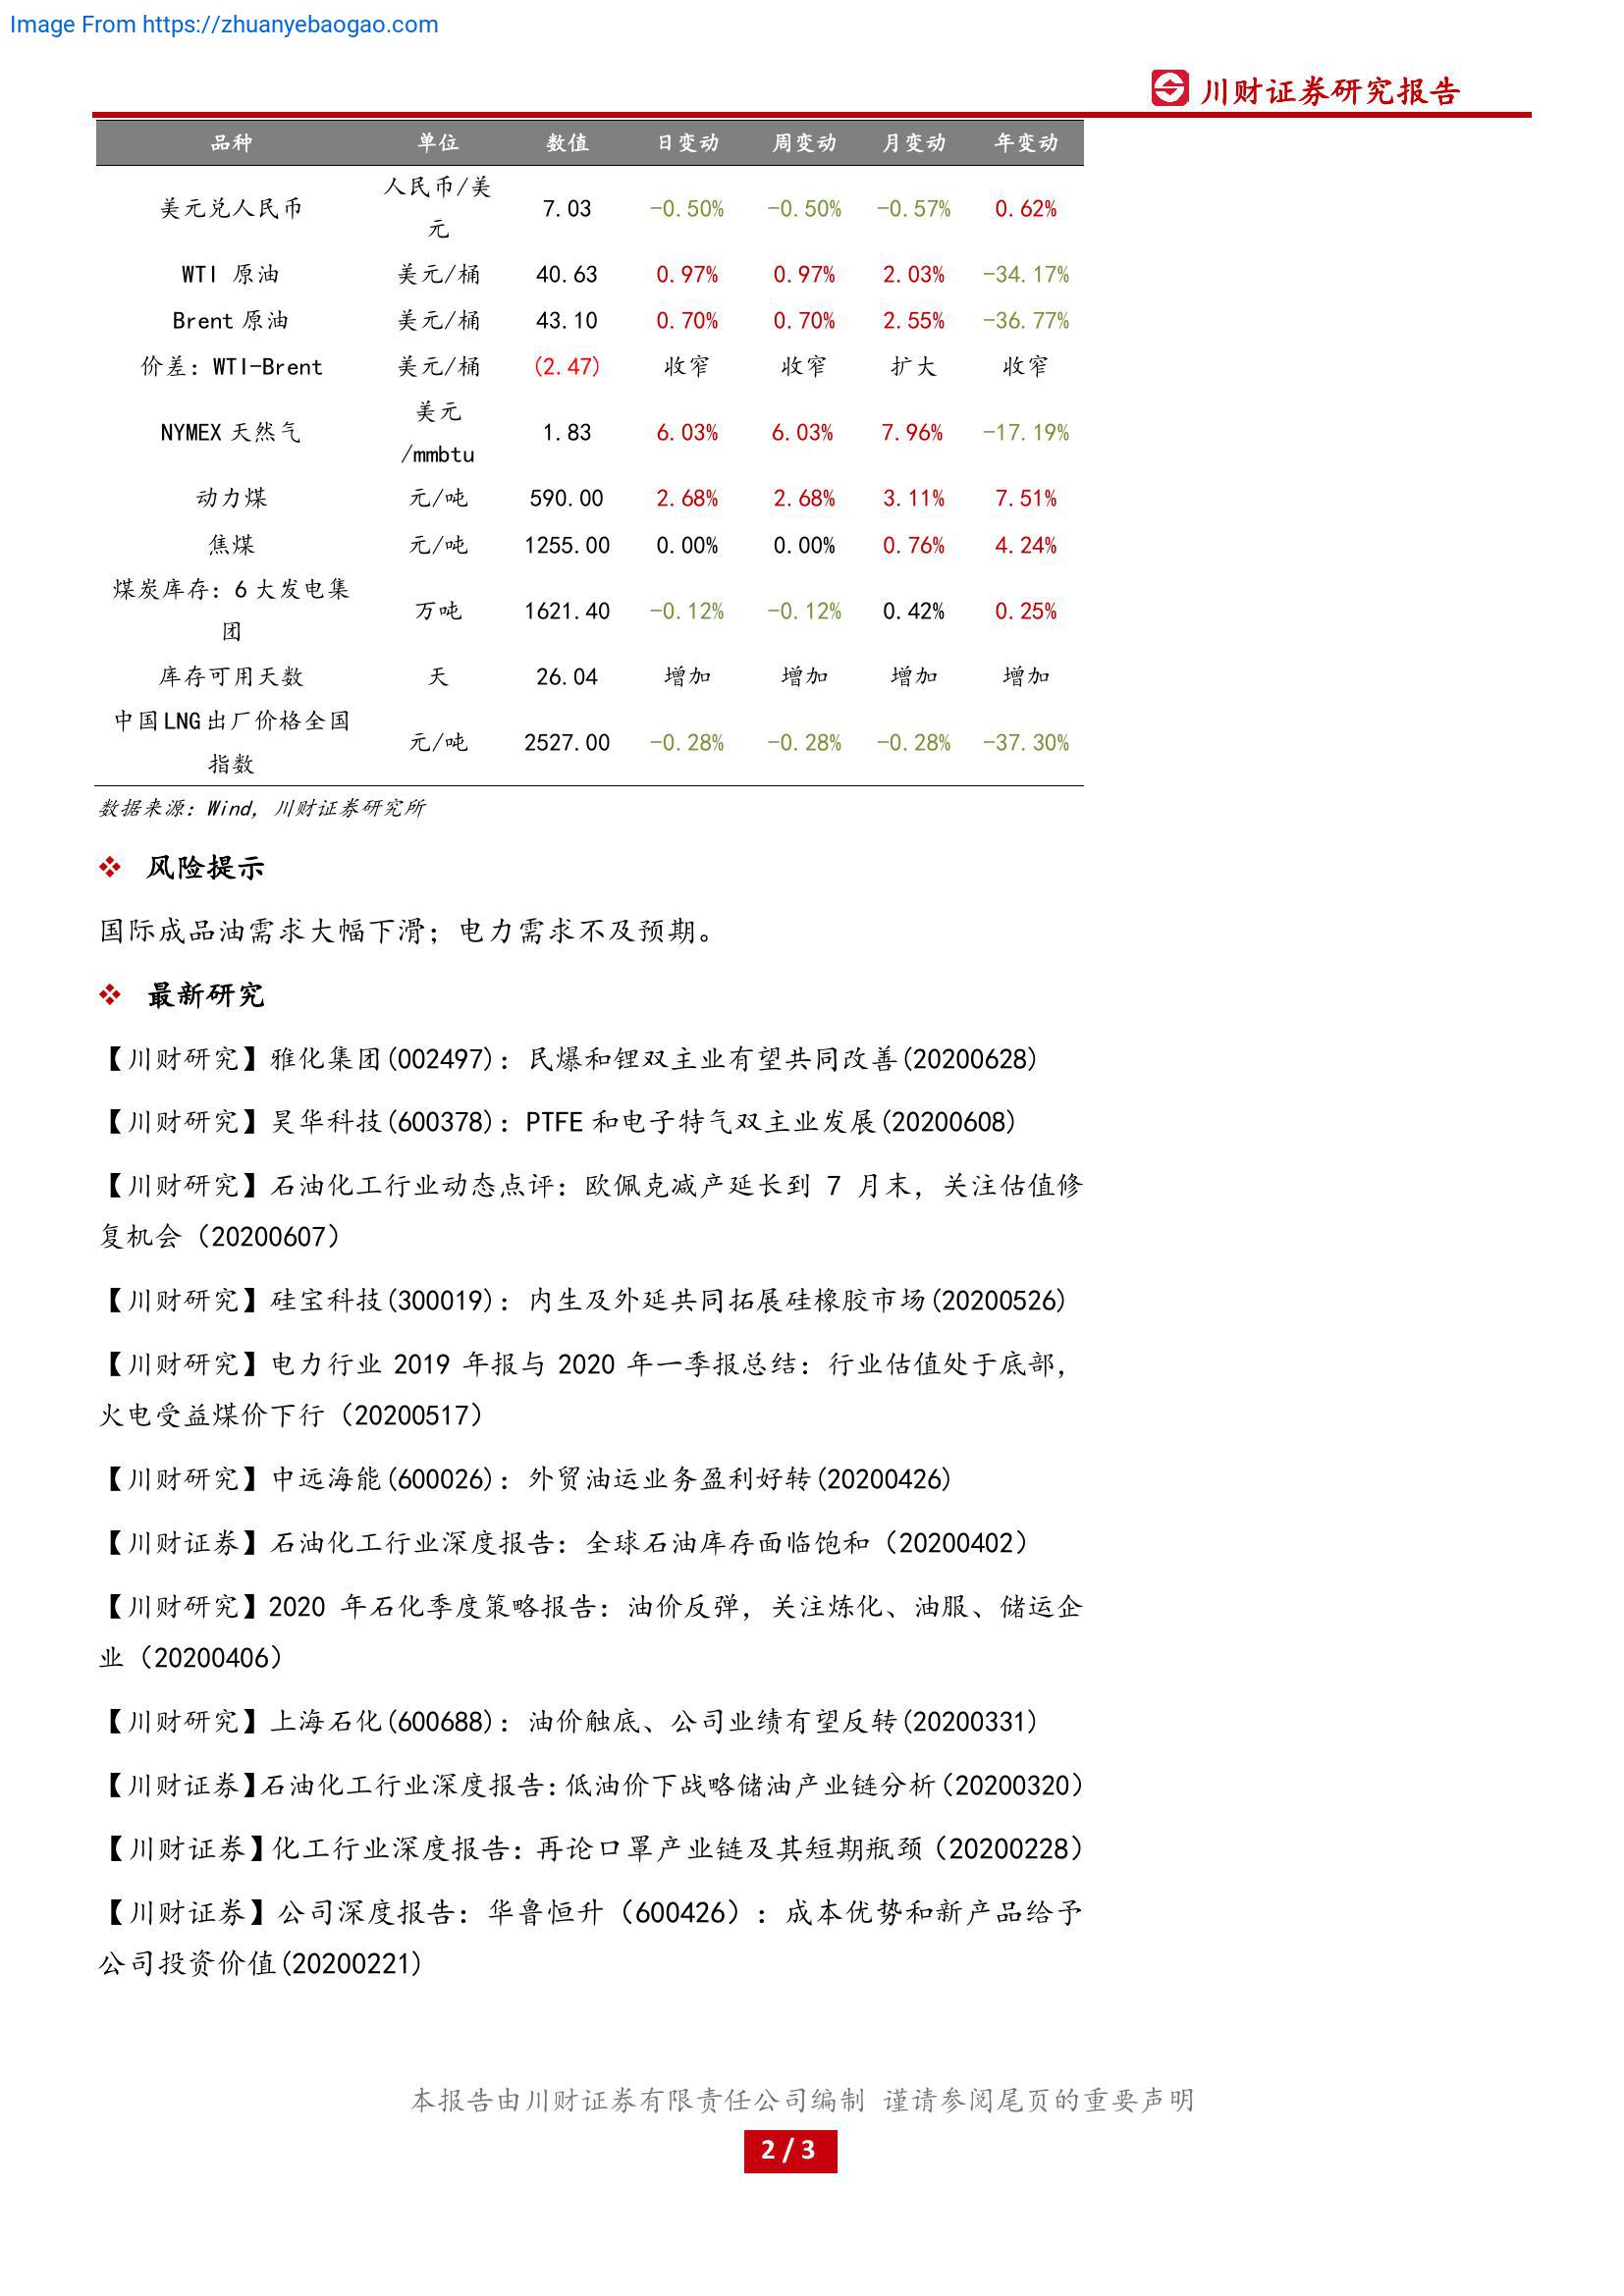 Image From https://zhuanyebaogao.com
川财证券研究报告
品种 单位 数值 日变动 周变动 月变动 年变动
美元兑人民币 人民币/美元 7.03 -0.50% -0.50% -0.57% 0.62%
WTI 原油 美元/桶 40.63 0.97% 0.97% 2.03% -34.17%
Brent 原油 美元/桶 43.10 0.70% 0.70% 2.55% -36.77%
价差：WTI-Brent 美元/桶 (2.47) 收窄 收窄 扩大 收窄
NYMEX 天然气 美元/mmbtu 1.83 6.03% 6.03% 7.96% -17.19%
动力煤 元/吨 590.00 2.68% 2.68% 3.11% 7.51%
焦煤 元/吨 1255.00 0.00% 0.00% 0.76% 4.24%
煤炭库存：6 大发电集团 万吨 1621.40 -0.12% -0.12% 0.42% 0.25%
库存可用天数 天 26.04 增加 增加 增加 增加
中国LNG出厂价格全国指数 元/吨 2527.00 -0.28% -0.28% -0.28% -37.30%
数据来源：Wind，川财证券研究所
❖ 风险提示
国际成品油需求大幅下滑；电力需求不及预期。
❖ 最新研究
【川财研究】雅化集团(002497)：民爆和锂双主业有望共同改善(20200628)
【川财研究】昊华科技(600378)：PTFE 和电子特气双主业发展(20200608)
【川财研究】石油化工行业动态点评：欧佩克减产延长到 7 月末，关注估值修
复机会（20200607）
【川财研究】硅宝科技(300019)：内生及外延共同拓展硅橡胶市场(20200526)
【川财研究】电力行业 2019 年报与 2020 年一季报总结：行业估值处于底部，
火电受益煤价下行（20200517）
【川财研究】中远海能(600026)：外贸油运业务盈利好转(20200426)
【川财证券】石油化工行业深度报告：全球石油库存面临饱和（20200402）
【川财研究】2020 年石化季度策略报告：油价反弹，关注炼化、油服、储运企
业（20200406）
【川财研究】上海石化(600688)：油价触底、公司业绩有望反转(20200331)
【川财证券】石油化工行业深度报告：低油价下战略储油产业链分析（20200320）
【川财证券】化工行业深度报告：再论口罩产业链及其短期瓶颈（20200228）
【川财证券】公司深度报告：华鲁恒升（600426）：成本优势和新产品给予
公司投资价值(20200221)
本报告由川财证券有限责任公司编制 谨请参阅尾页的重要声明
2 / 3